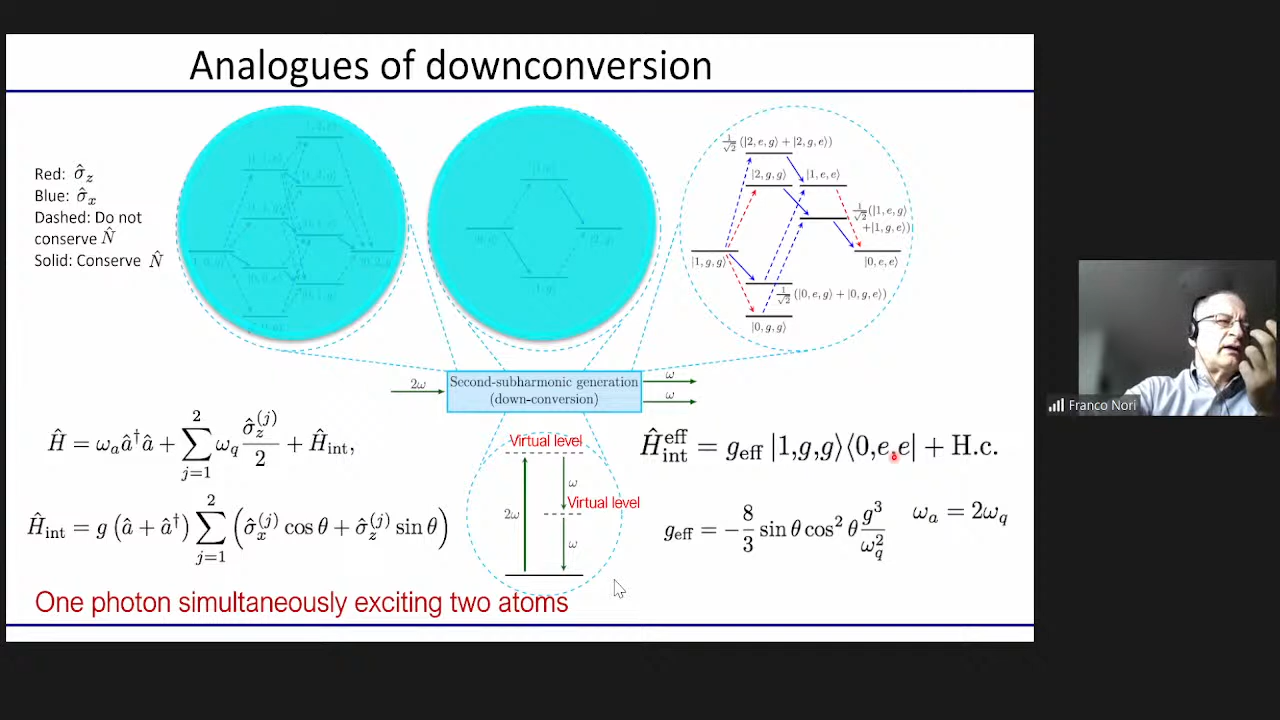 Analogues of downconversion
Red: σ̂_z
Blue: σ̂_x
Dashed: Do not
conserve N̂
Solid: Conserve N̂
1/√2 (|2, e, g⟩ + |2, g, e⟩)
|2, g, g⟩
|1, e, e⟩
1/√2 (|1, e, g⟩
+|1, g, e⟩)
|1, g, g⟩
|0, e, e⟩
1/√2 (|0, e, g⟩ + |0, g, e⟩)
|0, g, g⟩
2ω
Second-subharmonic generation
(down-conversion)
ω
ω
Ĥ = ω_a â†â + ∑_{j=1}^{2} ω_q σ̂_z^{(j)}/2 + Ĥ_int,
Ĥ_int = g (â + â†) ∑_{j=1}^{2} (σ̂_x^{(j)} cos θ + σ̂_z^{(j)} sin θ)
Virtual level
ω
Virtual level
2ω
ω
Ĥ_int^eff = g_eff |1,g,g⟩⟨0,e,e| + H.c.
g_eff = −8/3 sin θ cos² θ g³/ω_q²
ω_a = 2ω_q
One photon simultaneously exciting two atoms
Franco Nori